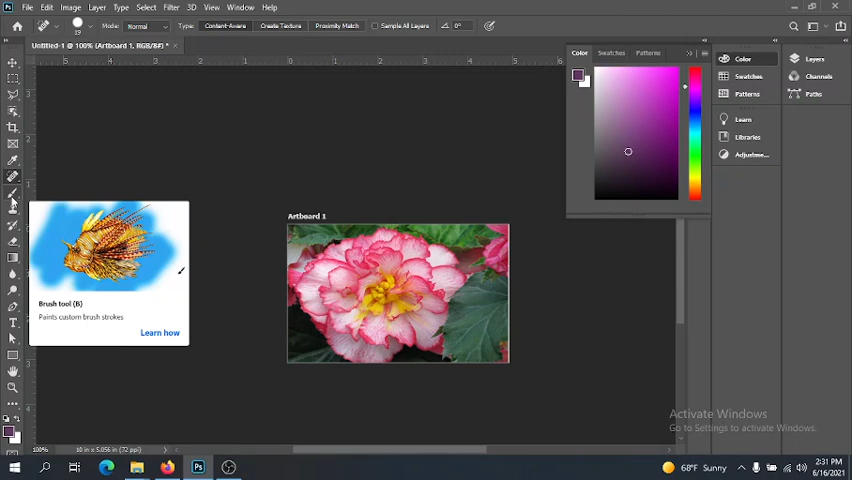 Ps File Edit Image Layer Type Select Filter 3D View Window Help
19 Mode: Normal Type: Content-Aware Create Texture Proximity Match Sample All Layers 0°
Untitled-1 @ 100% (Artboard 1, RGB/8#) *
Color Swatches Patterns
Color
Swatches
Patterns
Learn
Libraries
Adjustme...
Layers
Channels
Paths
Artboard 1
Brush tool (B)
Paints custom brush strokes
Learn how
Activate Windows
Go to Settings to activate Windows.
100% 10 in x 5.056 in (72 ppi)
Ps
68°F Sunny
2:31 PM
6/16/2021